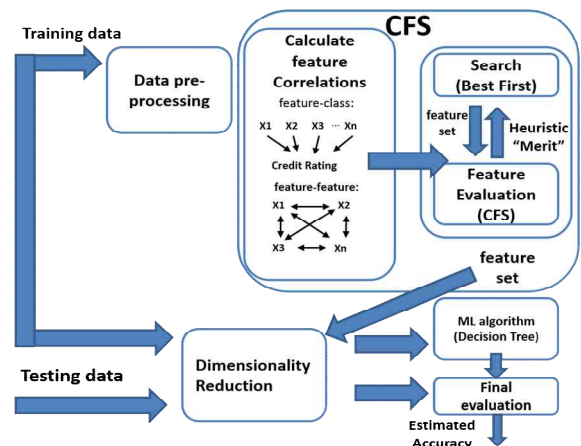 Training data
Data pre-
processing
CFS
Calculate
feature
Correlations
feature-class:
X1 X2 X3 ... Xn
Credit Rating
feature-feature:
X1 X2
X3 Xn
Search
(Best First)
feature
set
Heuristic
“Merit”
Feature
Evaluation
(CFS)
feature
set
Testing data
Dimensionality
Reduction
ML algorithm
(Decision Tree)
Final
evaluation
Estimated
Accuracy